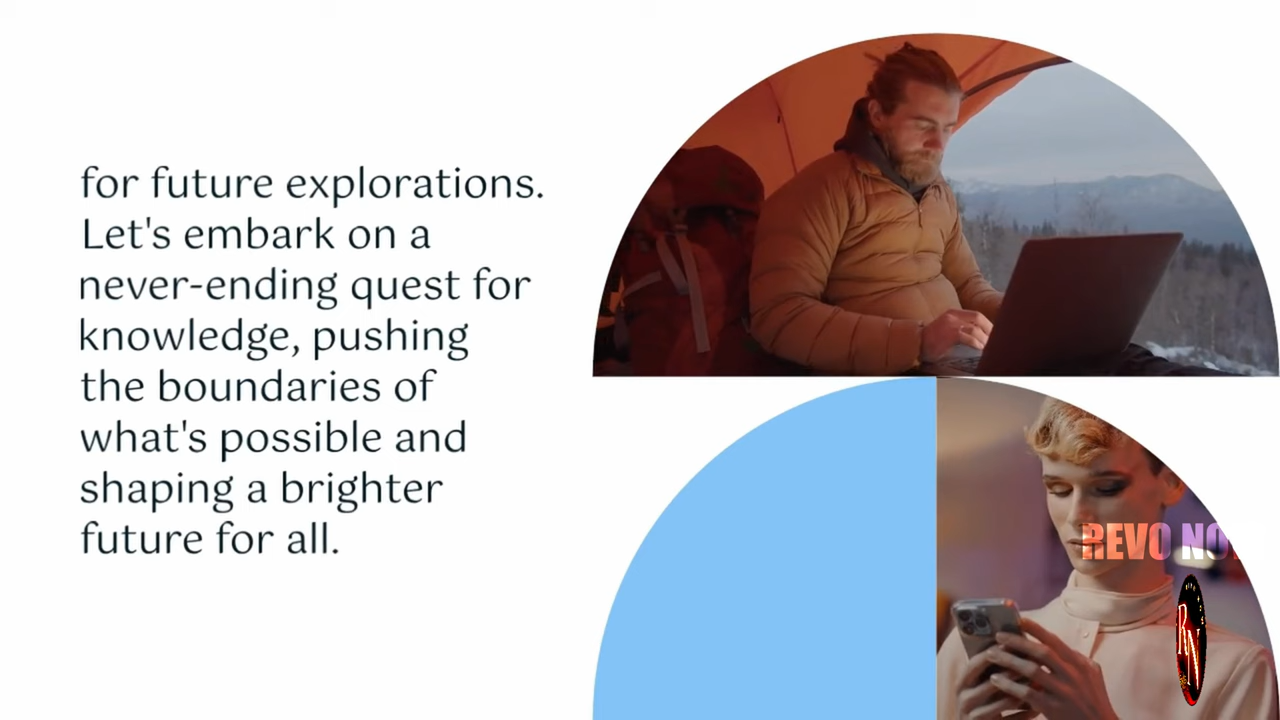 for future explorations.
Let's embark on a
never-ending quest for
knowledge, pushing
the boundaries of
what's possible and
shaping a brighter
future for all.
REVO
RN